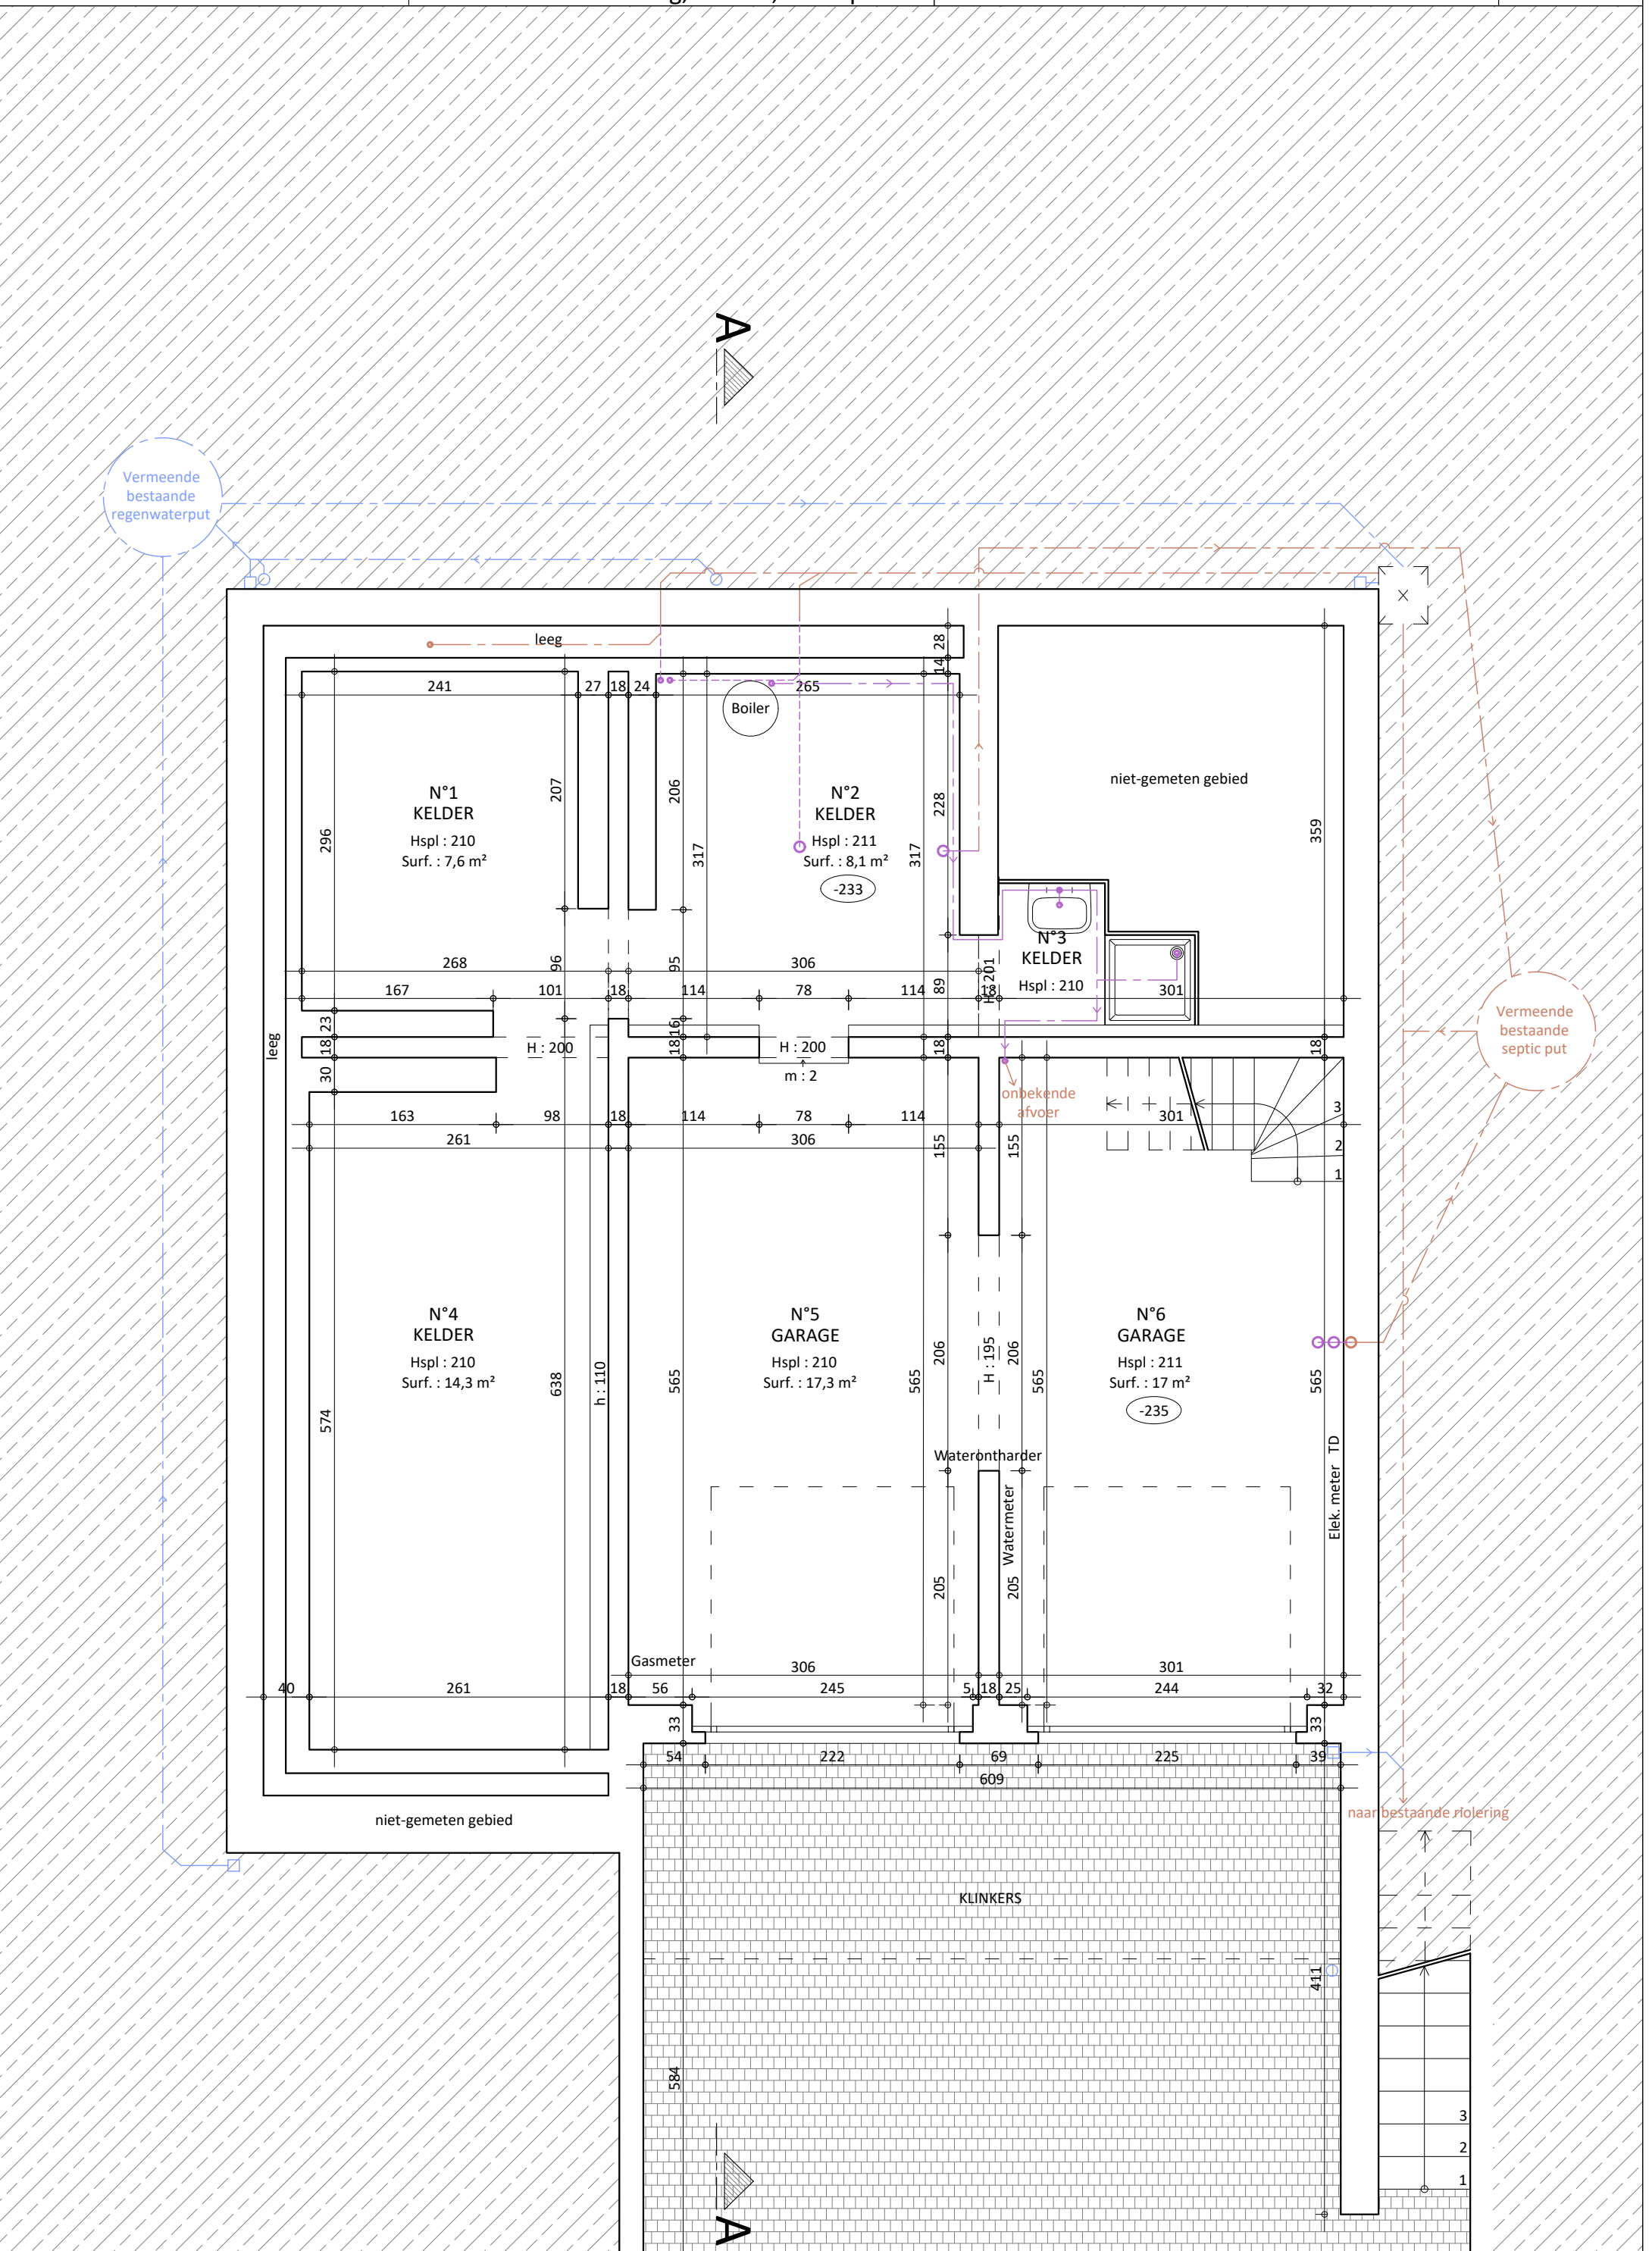 A
Vermeende
bestaande
regenwaterput
leeg
28
14
241
27
18
24
265
Boiler
N°1
KELDER
Hspl : 210
Surf. : 7,6 m²
296
207
206
317
N°2
KELDER
Hspl : 211
Surf. : 8,1 m²
-233
317
228
niet-gemeten gebied
359
N°3
KELDER
Hspl : 210
H : 201
268
96
95
306
89
167
101
18
114
78
114
18
301
23
18
30
leeg
H : 200
16
18
H : 200
m : 2
18
18
Vermeende
bestaande
septic put
onbekende
afvoer
163
98
18
114
78
114
301
261
306
155
155
3
2
1
N°4
KELDER
Hspl : 210
Surf. : 14,3 m²
574
638
h : 110
N°5
GARAGE
Hspl : 210
Surf. : 17,3 m²
565
565
206
H : 195
206
565
N°6
GARAGE
Hspl : 211
Surf. : 17 m²
-235
565
Waterontharder
Watermeter
Elek. meter TD
205
205
Gasmeter
306
301
40
261
18
56
245
5
18
25
244
32
33
33
54
222
69
225
39
609
niet-gemeten gebied
naar bestaande riolering
KLINKERS
411
584
3
2
1
A